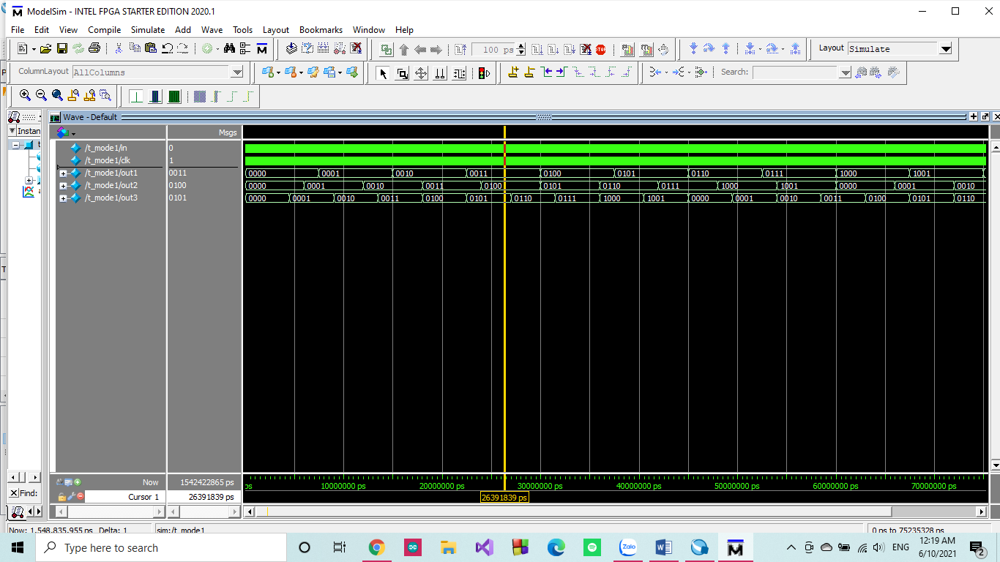 ModelSim - INTEL FPGA STARTER EDITION 2020.1
File Edit View Compile Simulate Add Wave Tools Layout Bookmarks Window Help
100 ps
Layout Simulate
ColumnLayout AllColumns
Search:
Wave - Default
Instan
Msgs
/t_mode1/in 0
/t_mode1/clk 1
/t_mode1/out1 0011 0000 0001 0010 0011 0100 0101 0110 0111 1000 1001
/t_mode1/out2 0100 0000 0001 0010 0011 0100 0101 0110 0111 1000 1001 0000 0001 0010
/t_mode1/out3 0101 0000 0001 0010 0011 0100 0101 0110 0111 1000 1001 0000 0001 0010 0011 0100 0101 0110
Now 1542422865 ps
ps 10000000 ps 20000000 ps 30000000 ps 40000000 ps 50000000 ps 60000000 ps 70000000 ps
Cursor 1 26391839 ps 26391839 ps
Find:
Now: 1,548,835,955 ps Delta: 1 sim:/t_mode1 0 ps to 75235328 ps
Type here to search
Zalo
ENG
12:19 AM
6/10/2021
2